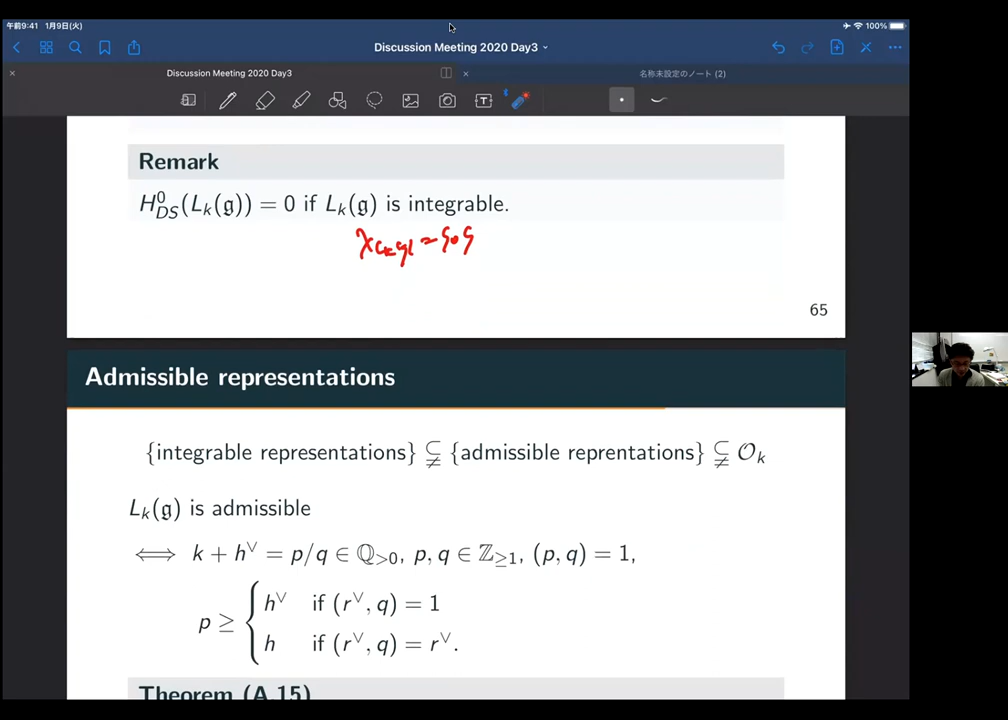 午前9:41 1月9日(火)
100%
Discussion Meeting 2020 Day3
Discussion Meeting 2020 Day3
名称未設定のノート (2)
Remark
H⁰_DS(L_k(𝔤)) = 0 if L_k(𝔤) is integrable.
65
Admissible representations
{integrable representations} ⊊ {admissible reprentations} ⊊ 𝒪_k
L_k(𝔤) is admissible
⟺ k + h^∨ = p/q ∈ ℚ_{>0}, p, q ∈ ℤ_{≥1}, (p, q) = 1,
p ≥ { h^∨ if (r^∨, q) = 1
h if (r^∨, q) = r^∨.
Theorem (A.15)